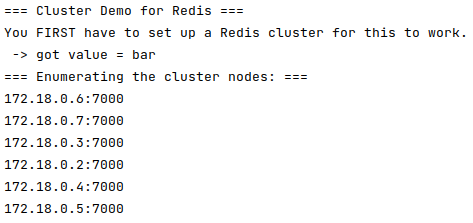 === Cluster Demo for Redis ===
You FIRST have to set up a Redis cluster for this to work.
 -> got value = bar
=== Enumerating the cluster nodes: ===
172.18.0.6:7000
172.18.0.7:7000
172.18.0.3:7000
172.18.0.2:7000
172.18.0.4:7000
172.18.0.5:7000